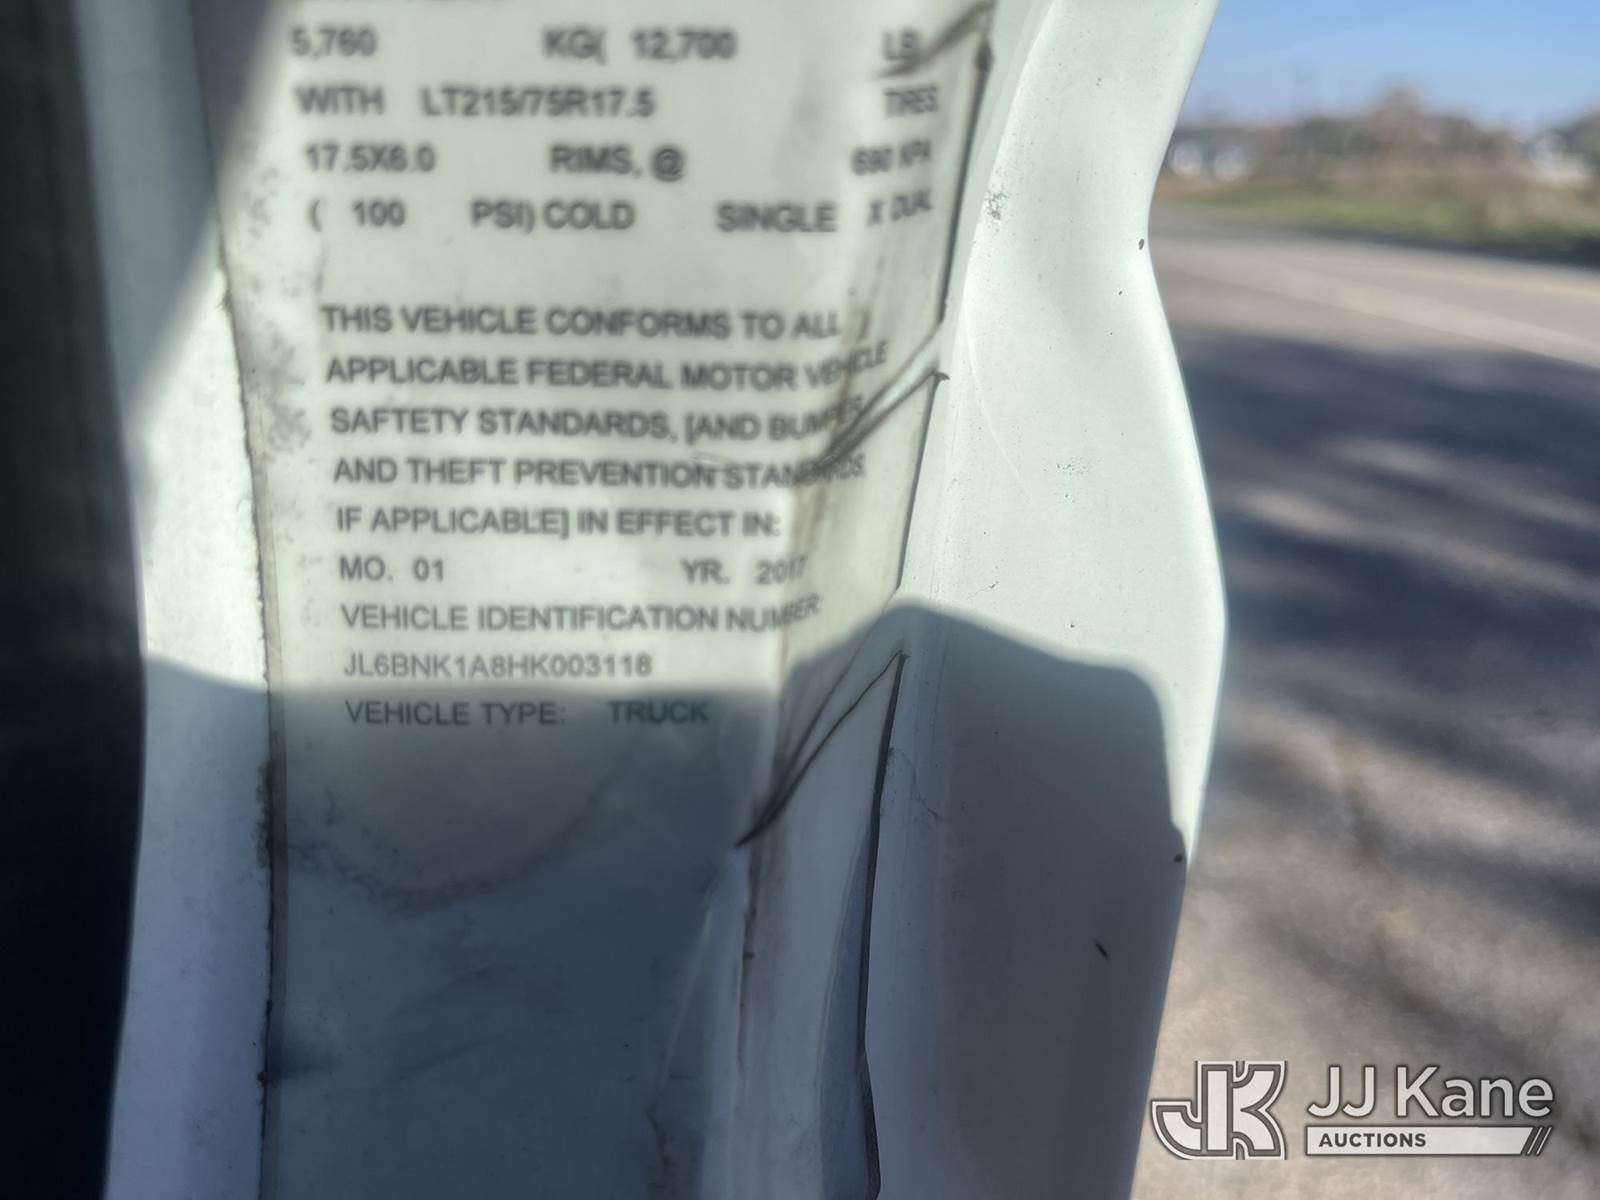 5,760 KG( 12,700 LB
WITH LT215/75R17.5 TIRES
17.5X6.0 RIMS, @ 690 KPA
( 100 PSI) COLD SINGLE X DUAL
THIS VEHICLE CONFORMS TO ALL
APPLICABLE FEDERAL MOTOR VEHICLE
SAFTETY STANDARDS, [AND BUMPER
AND THEFT PREVENTION STANDARDS,
IF APPLICABLE] IN EFFECT IN:
MO. 01 YR. 2017
VEHICLE IDENTIFICATION NUMBER:
JL6BNK1A8HK003118
VEHICLE TYPE: TRUCK
JK JJ Kane
AUCTIONS